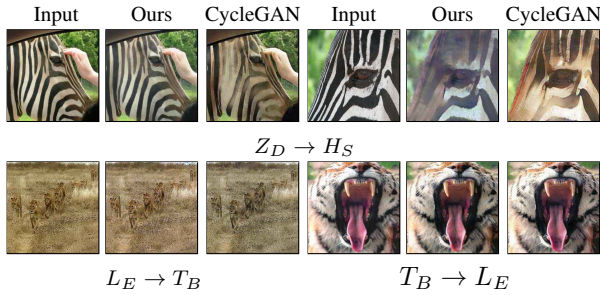 Input Ours CycleGAN Input Ours CycleGAN
Z_D → H_S
L_E → T_B T_B → L_E